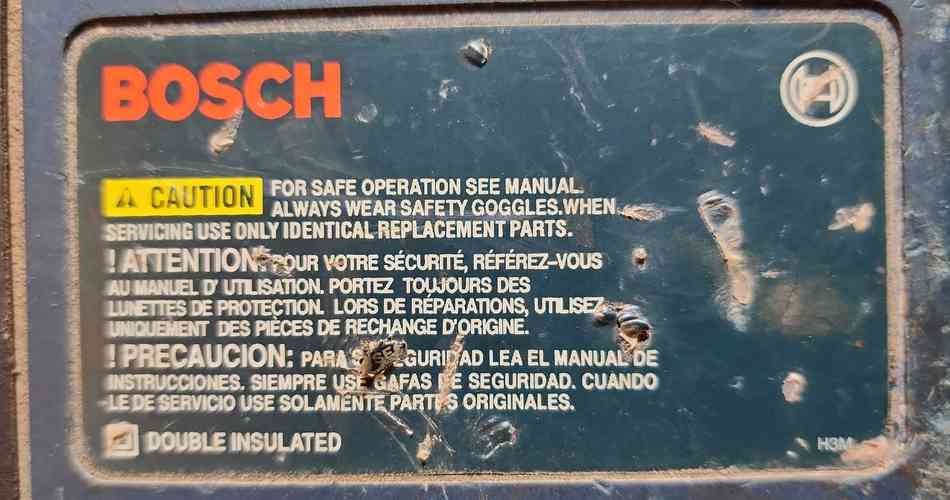 BOSCH
CAUTION FOR SAFE OPERATION SEE MANUAL.
ALWAYS WEAR SAFETY GOGGLES.WHEN
SERVICING USE ONLY IDENTICAL REPLACEMENT PARTS.
! ATTENTION: POUR VOTRE SÉCURITÉ, RÉFÉREZ-VOUS
AU MANUEL D' UTILISATION. PORTEZ TOUJOURS DES
LUNETTES DE PROTECTION. LORS DE RÉPARATIONS, UTILISEZ
UNIQUEMENT DES PIÈCES DE RECHANGE D'ORIGINE.
! PRECAUCION: PARA LEA EL MANUAL DE
INSTRUCCIONES. SIEMPRE USE GAFAS DE SEGURIDAD. CUANDO
LE DE SERVICIO USE SOLAMENTE PARTES ORIGINALES.
DOUBLE INSULATED
H3M